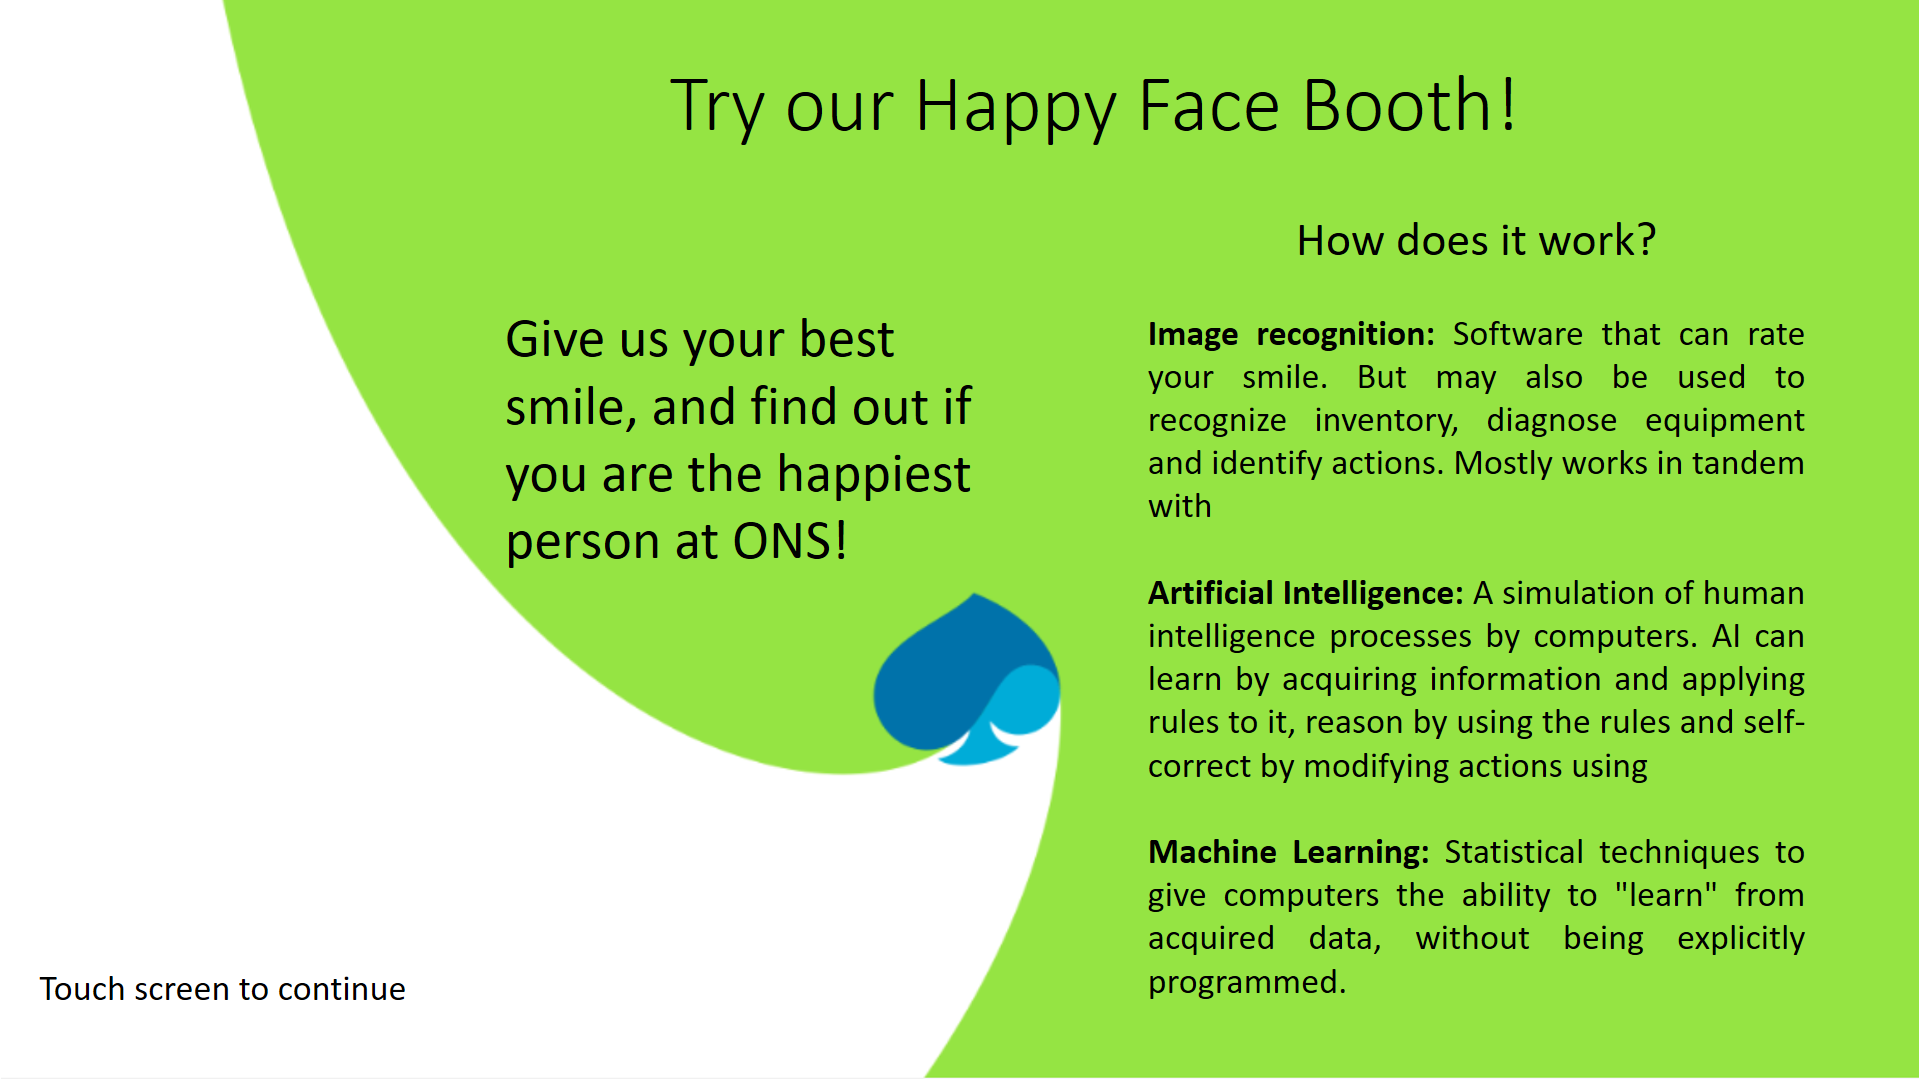 Try our Happy Face Booth!
Give us your best
smile, and find out if
you are the happiest
person at ONS!
How does it work?
Image recognition: Software that can rate
your smile. But may also be used to
recognize inventory, diagnose equipment
and identify actions. Mostly works in tandem
with
Artificial Intelligence: A simulation of human
intelligence processes by computers. AI can
learn by acquiring information and applying
rules to it, reason by using the rules and self-
correct by modifying actions using
Machine Learning: Statistical techniques to
give computers the ability to "learn" from
acquired data, without being explicitly
programmed.
Touch screen to continue